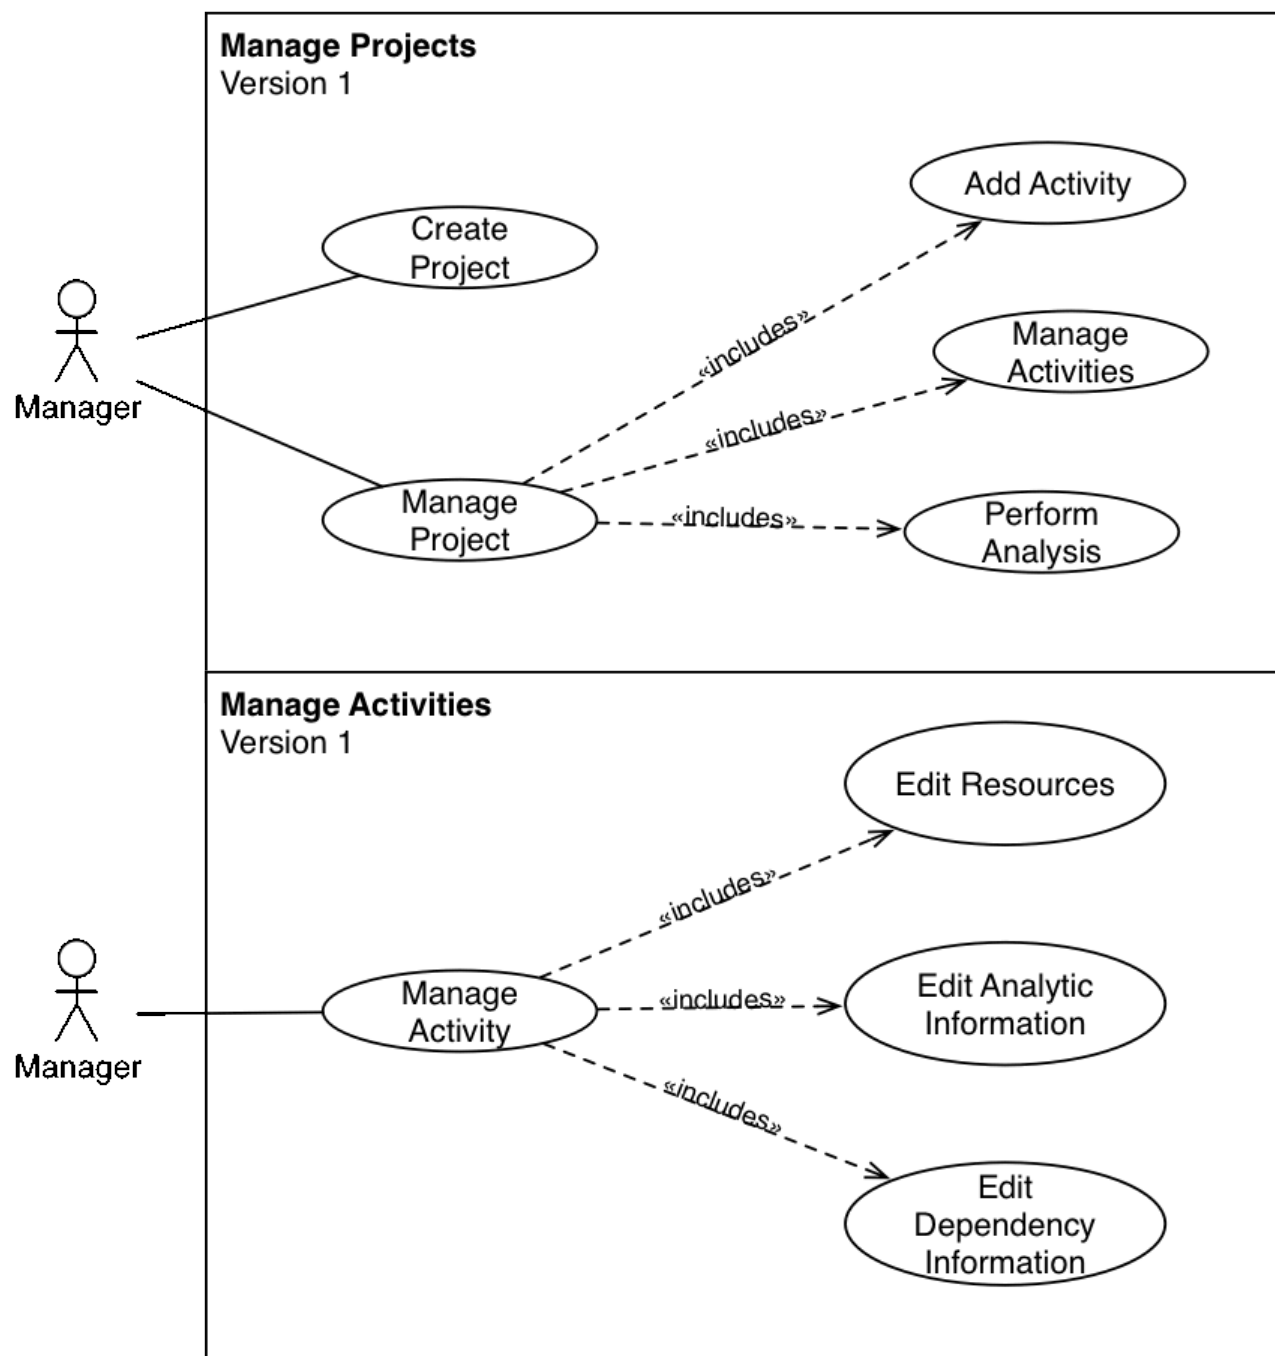 Manage Projects
Version 1
Add Activity
Create
Project
«includes»
Manage
Activities
Manager
«includes»
Manage
Project
«includes»
Perform
Analysis
Manage Activities
Version 1
Edit Resources
«includes»
Manager
Manage
Activity
«includes»
Edit Analytic
Information
«includes»
Edit
Dependency
Information